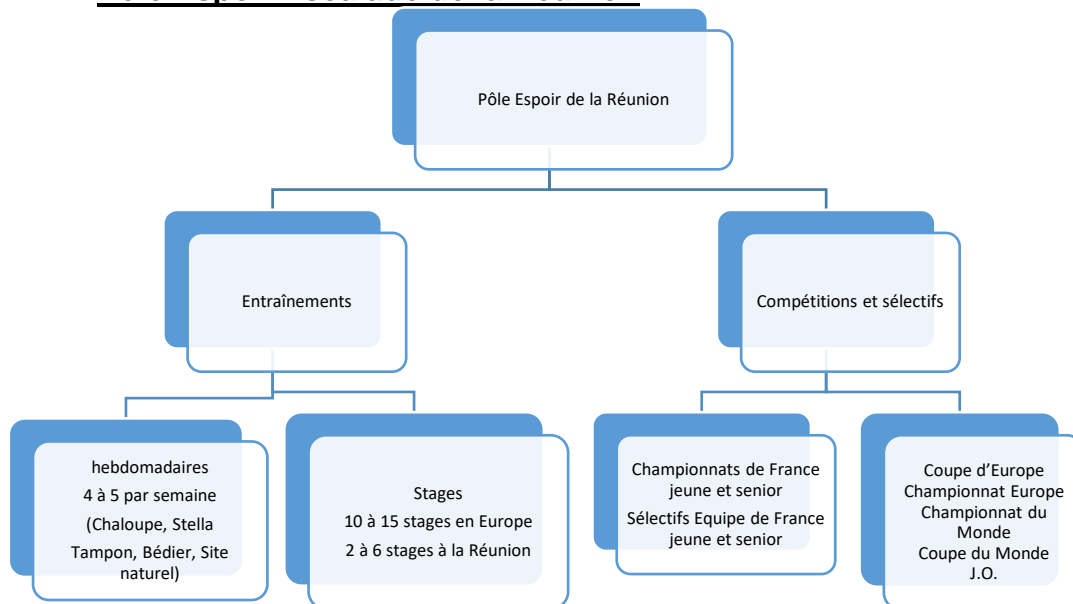 Pôle Espoir de la Réunion
Entraînements
Compétitions et sélectifs
hebdomadaires
4 à 5 par semaine
(Chaloupe, Stella
Tampon, Bédier, Site
naturel)
Stages
10 à 15 stages en Europe
2 à 6 stages à la Réunion
Championnats de France
jeune et senior
Sélectifs Equipe de France
jeune et senior
Coupe d'Europe
Championnat Europe
Championnat du
Monde
Coupe du Monde
J.O.